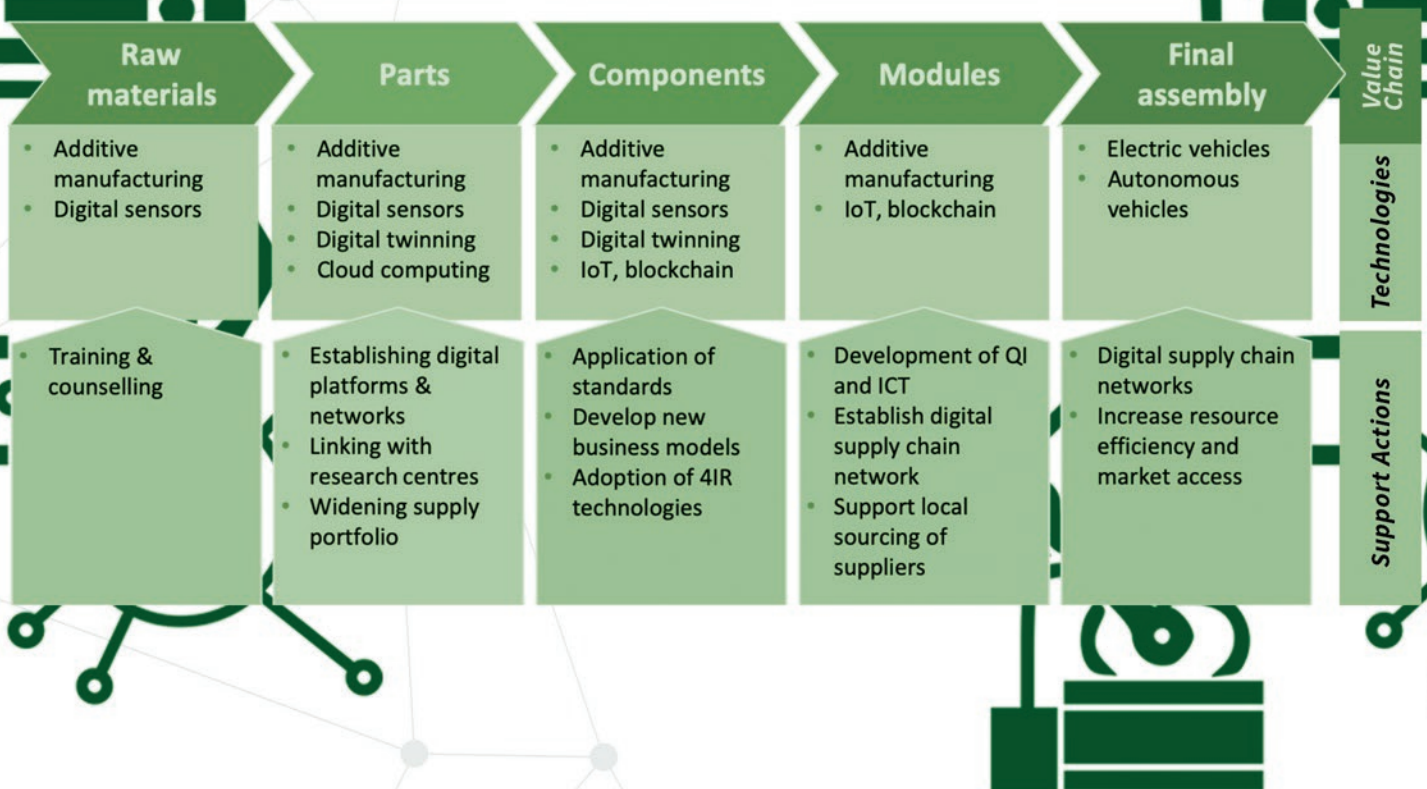 Raw
materials
Parts
Components
Modules
Final
assembly
Value
Chain
• Additive
manufacturing
• Digital sensors
• Additive
manufacturing
• Digital sensors
• Digital twinning
• Cloud computing
• Additive
manufacturing
• Digital sensors
• Digital twinning
• IoT, blockchain
• Additive
manufacturing
• IoT, blockchain
• Electric vehicles
• Autonomous
vehicles
Technologies
• Training &
counselling
• Establishing digital
platforms &
networks
• Linking with
research centres
• Widening supply
portfolio
• Application of
standards
• Develop new
business models
• Adoption of 4IR
technologies
• Development of QI
and ICT
• Establish digital
supply chain
network
• Support local
sourcing of
suppliers
• Digital supply chain
networks
• Increase resource
efficiency and
market access
Support Actions